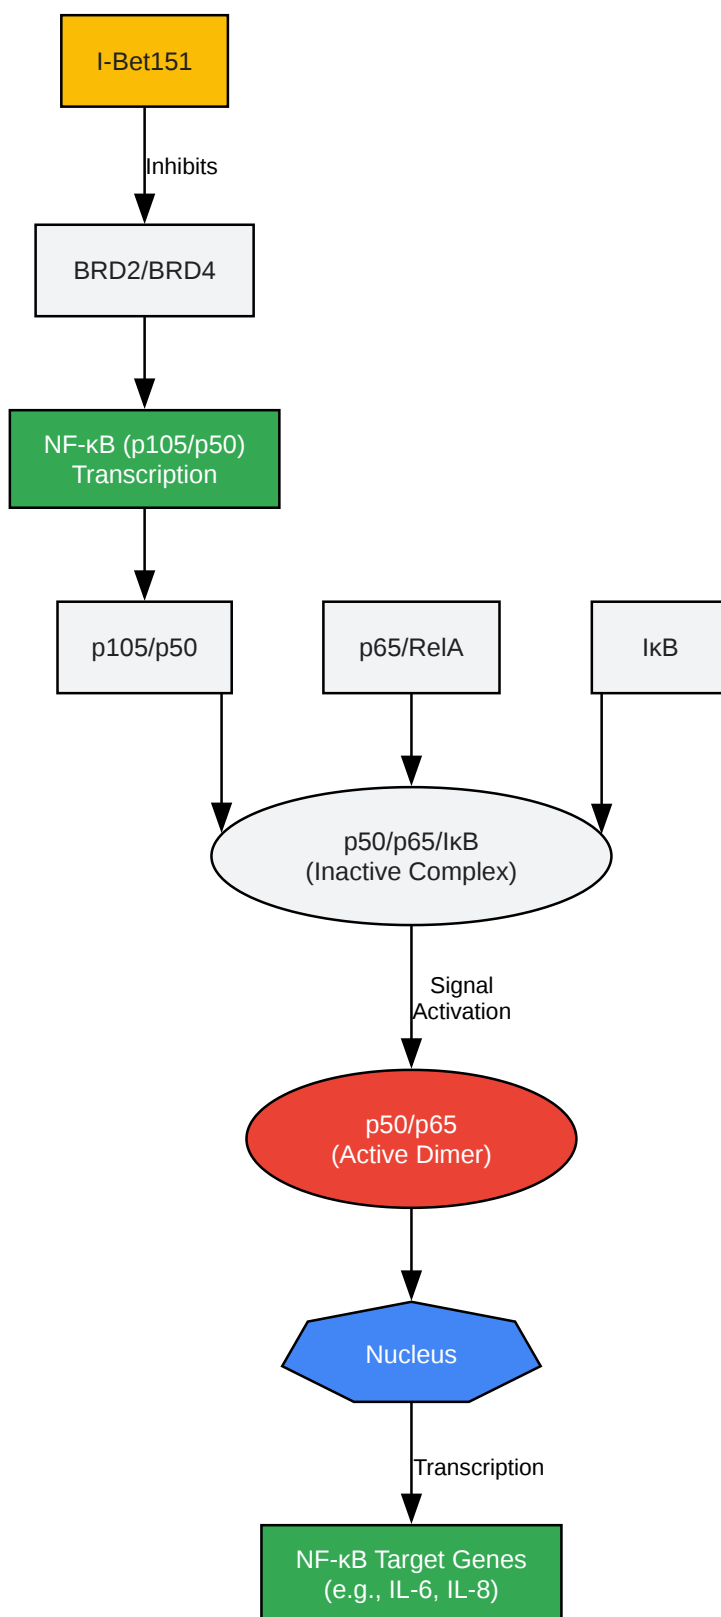 I-Bet151
Inhibits
BRD2/BRD4
NF-κB (p105/p50)
Transcription
p105/p50
p65/RelA
IκB
p50/p65/IκB
(Inactive Complex)
Signal
Activation
p50/p65
(Active Dimer)
Nucleus
Transcription
NF-κB Target Genes
(e.g., IL-6, IL-8)